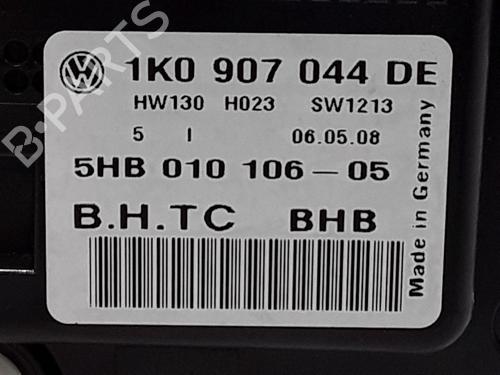 1K0 907 044 DE
HW130 H023 SW1213
5 I 06.05.08
5HB 010 106-05
B.H.TC BHB
Made in Germany
B-PARTS